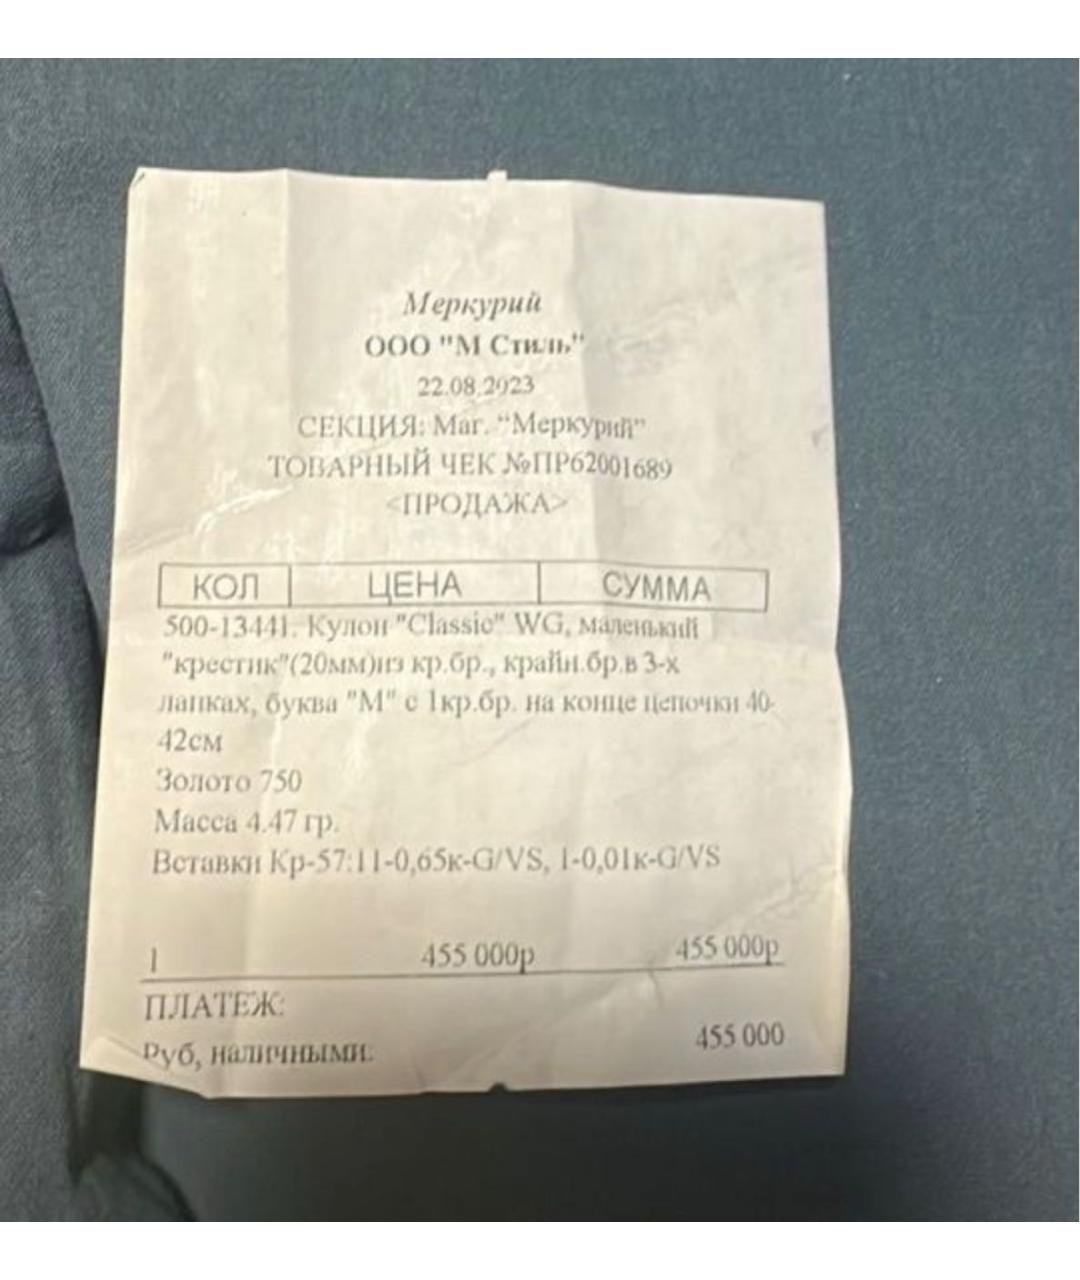 Меркурий
ООО "М Стиль"
22.08.2023
СЕКЦИЯ: Маг. "Меркурий"
ТОВАРНЫЙ ЧЕК №ПР62001689
<ПРОДАЖА>
КОЛ ЦЕНА СУММА
500-13441. Кулон "Classic" WG, маленький
"крестик"(20мм)из кр.бр., крайн.бр.в 3-х
лапках, буква "М" с 1кр.бр. на конце цепочки 40-
42см
Золото 750
Масса 4.47 гр.
Вставки Кр-57:11-0,65к-G/VS, 1-0,01к-G/VS
1 455 000р 455 000р
ПЛАТЕЖ:
Руб, наличными: 455 000